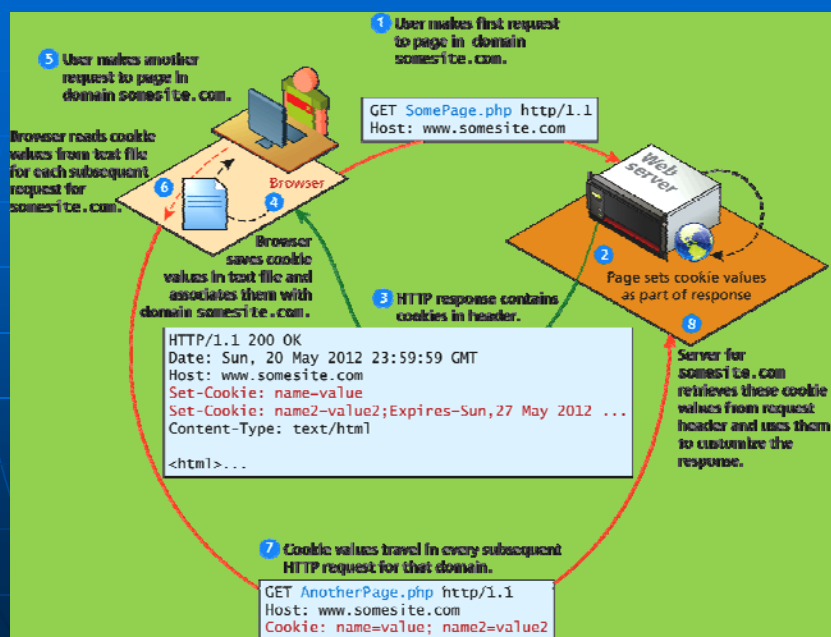 1 User makes first request
to page in domain
somesite.com.
GET SomePage.php http/1.1
Host: www.somesite.com
Web
server
2
Page sets cookie values
as part of response
3 HTTP response contains
cookies in header.
HTTP/1.1 200 OK
Date: Sun, 20 May 2012 23:59:59 GMT
Host: www.somesite.com
Set-Cookie: name=value
Set-Cookie: name2=value2;Expires=Sun,27 May 2012 ...
Content-Type: text/html
<html>...
Browser
4
Browser
saves cookie
values in text file and
associates them with
domain somesite.com.
5 User makes another
request to page in
domain somesite.com.
Browser reads cookie
values from text file
for each subsequent
request for
somesite.com.
6
7 Cookie values travel in every subsequent
HTTP request for that domain.
GET AnotherPage.php http/1.1
Host: www.somesite.com
Cookie: name=value; name2=value2
8
Server for
somesite.com
retrieves these cookie
values from request
header and uses them
to customize the
response.